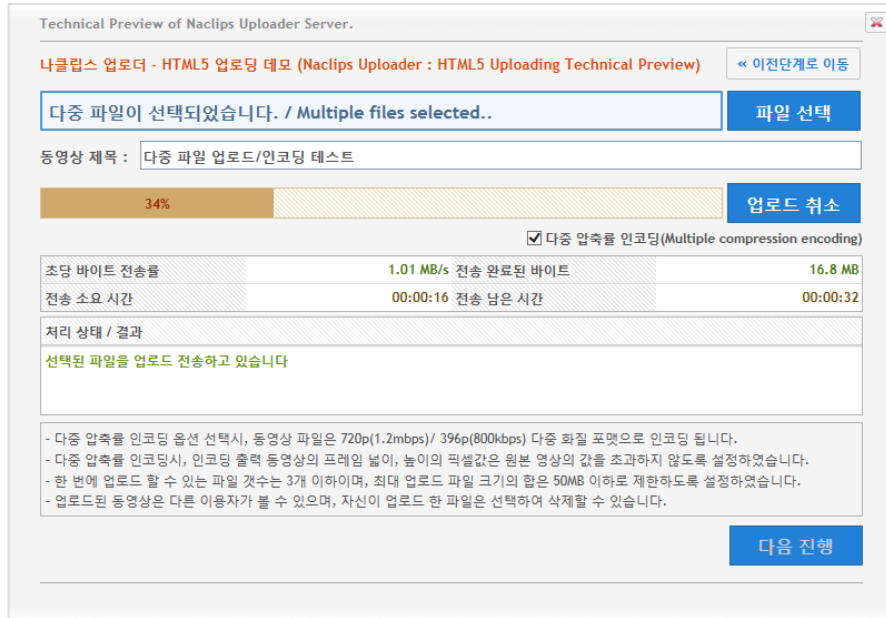 Technical Preview of Naclips Uploader Server.
나클립스 업로더 - HTML5 업로딩 데모 (Naclips Uploader : HTML5 Uploading Technical Preview)
« 이전단계로 이동
다중 파일이 선택되었습니다. / Multiple files selected..
파일 선택
동영상 제목 : 다중 파일 업로드/인코딩 테스트
34%
업로드 취소
다중 압축률 인코딩(Multiple compression encoding)
초당 바이트 전송률 1.01 MB/s 전송 완료된 바이트 16.8 MB
전송 소요 시간 00:00:16 전송 남은 시간 00:00:32
처리 상태 / 결과
선택된 파일을 업로드 전송하고 있습니다
- 다중 압축률 인코딩 옵션 선택시, 동영상 파일은 720p(1.2mbps)/ 396p(800kbps) 다중 화질 포맷으로 인코딩 됩니다.
- 다중 압축률 인코딩시, 인코딩 출력 동영상의 프레임 넓이, 높이의 픽셀값은 원본 영상의 값을 초과하지 않도록 설정하였습니다.
- 한 번에 업로드 할 수 있는 파일 갯수는 3개 이하이며, 최대 업로드 파일 크기의 합은 50MB 이하로 제한하도록 설정하였습니다.
- 업로드된 동영상은 다른 이용자가 볼 수 있으며, 자신이 업로드 한 파일은 선택하여 삭제할 수 있습니다.
다음 진행